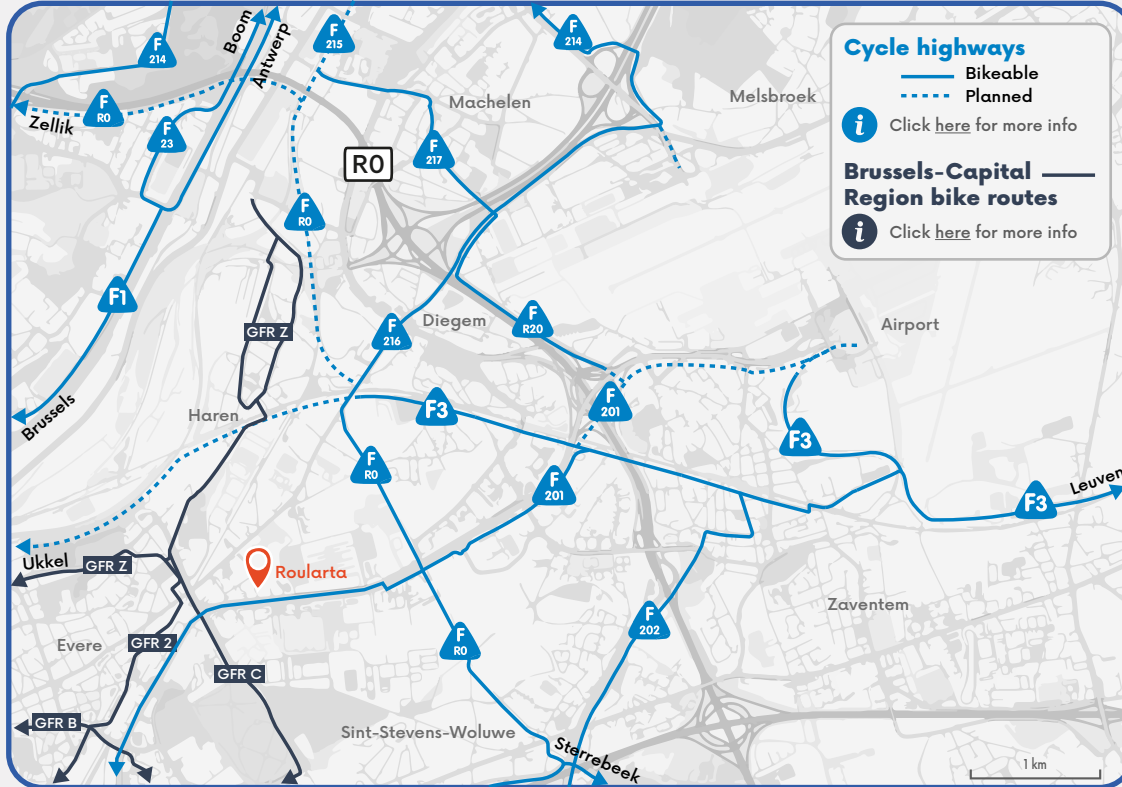 Boom
Antwerp
F
214
F
215
F
214
Cycle highways
Bikeable
Planned
i Click here for more info
Brussels-Capital
Region bike routes
i Click here for more info
Machelen
Melsbroek
F
R0
Zellik
F
23
F
217
R0
F
R0
F1
GFR Z
F
216
Diegem
F
R20
Airport
Brussels
Haren
F3
F
201
F3
F
R0
F
201
F3
Leuven
Ukkel
GFR Z
Roularta
Zaventem
F
202
Evere
GFR 2
F
R0
GFR C
GFR B
Sint-Stevens-Woluwe
Sterrebeek
1 km